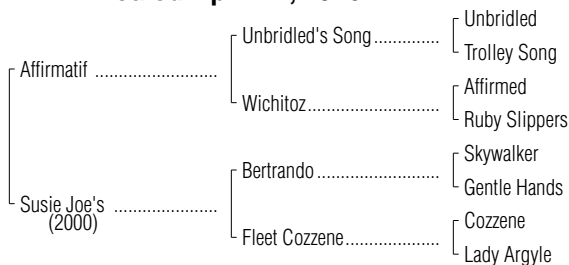 Unbridled
Unbridled's Song
Trolley Song
Affirmatif
Affirmed
Wichitoz
Ruby Slippers
Skywalker
Bertrando
Gentle Hands
Susie Joe's
(2000)
Cozzene
Fleet Cozzene
Lady Argyle